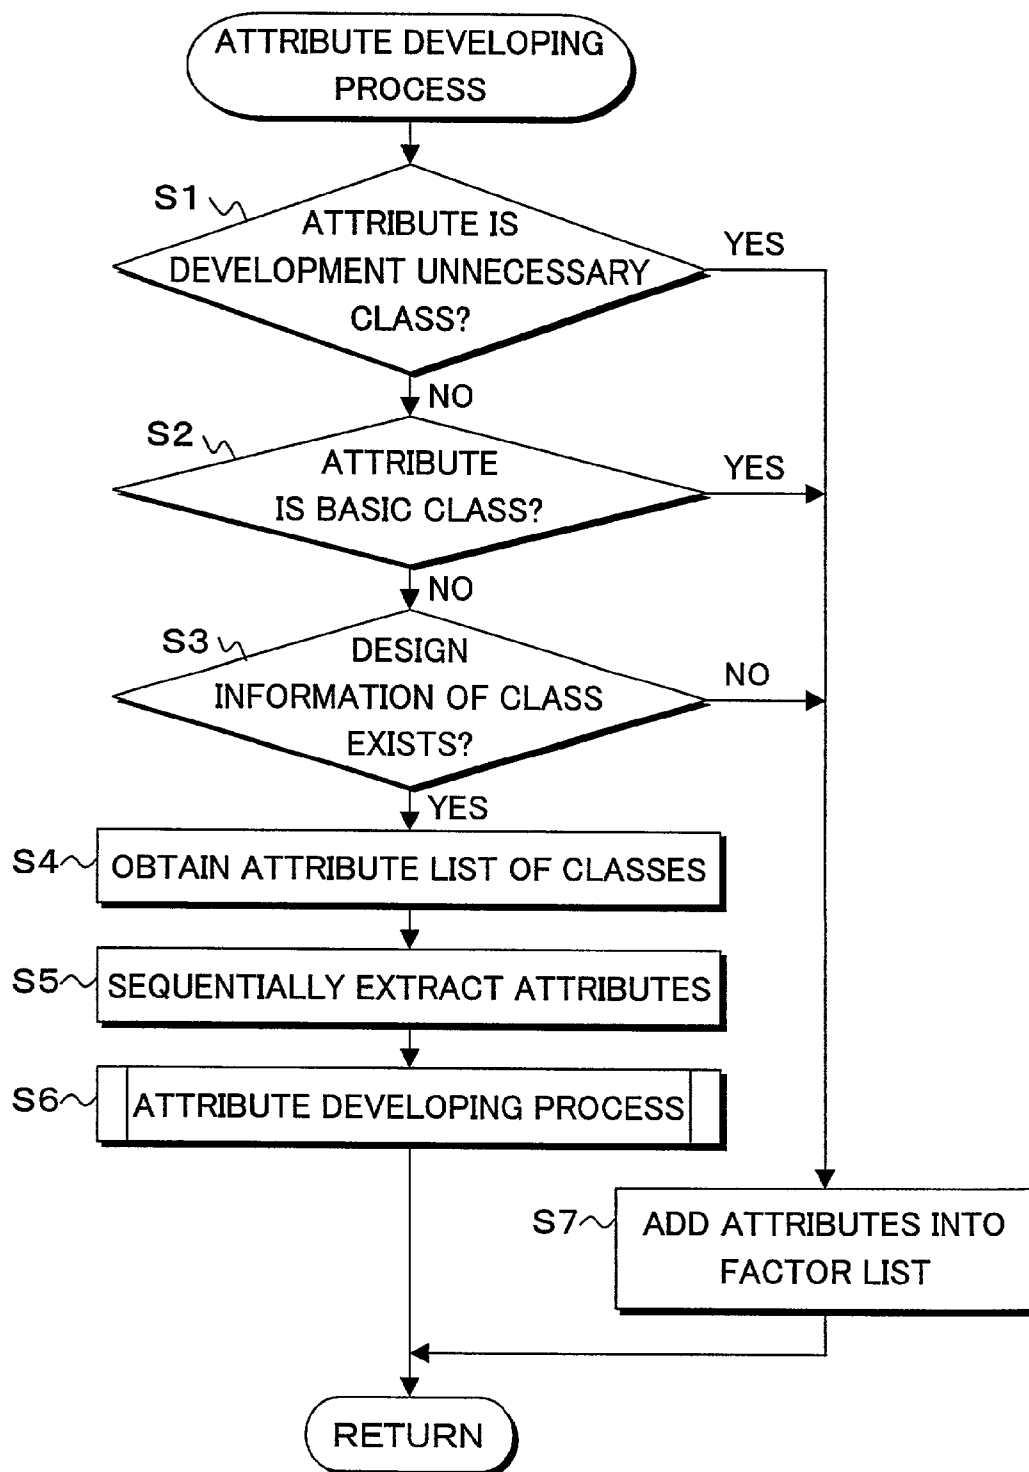 ATTRIBUTE DEVELOPING
PROCESS
S1
ATTRIBUTE IS
DEVELOPMENT UNNECESSARY
CLASS?
YES
NO
S2
ATTRIBUTE
IS BASIC CLASS?
YES
NO
S3
DESIGN
INFORMATION OF CLASS
EXISTS?
NO
YES
S4
OBTAIN ATTRIBUTE LIST OF CLASSES
S5
SEQUENTIALLY EXTRACT ATTRIBUTES
S6
ATTRIBUTE DEVELOPING PROCESS
S7
ADD ATTRIBUTES INTO
FACTOR LIST
RETURN